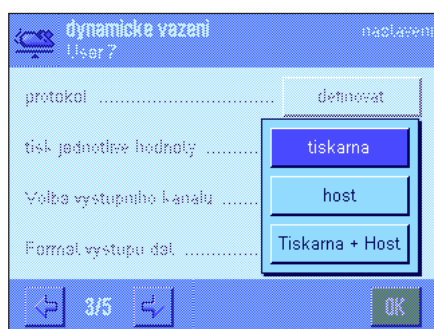 dynamicke vazeni
nastaveni
User 7
protokol ............................... definovat
tisk jednotlive hodnoty .........
tiskarna
Volba vystupniho kanalu .......
host
Format vystupu dat ..............
Tiskarna + Host
3/5
OK